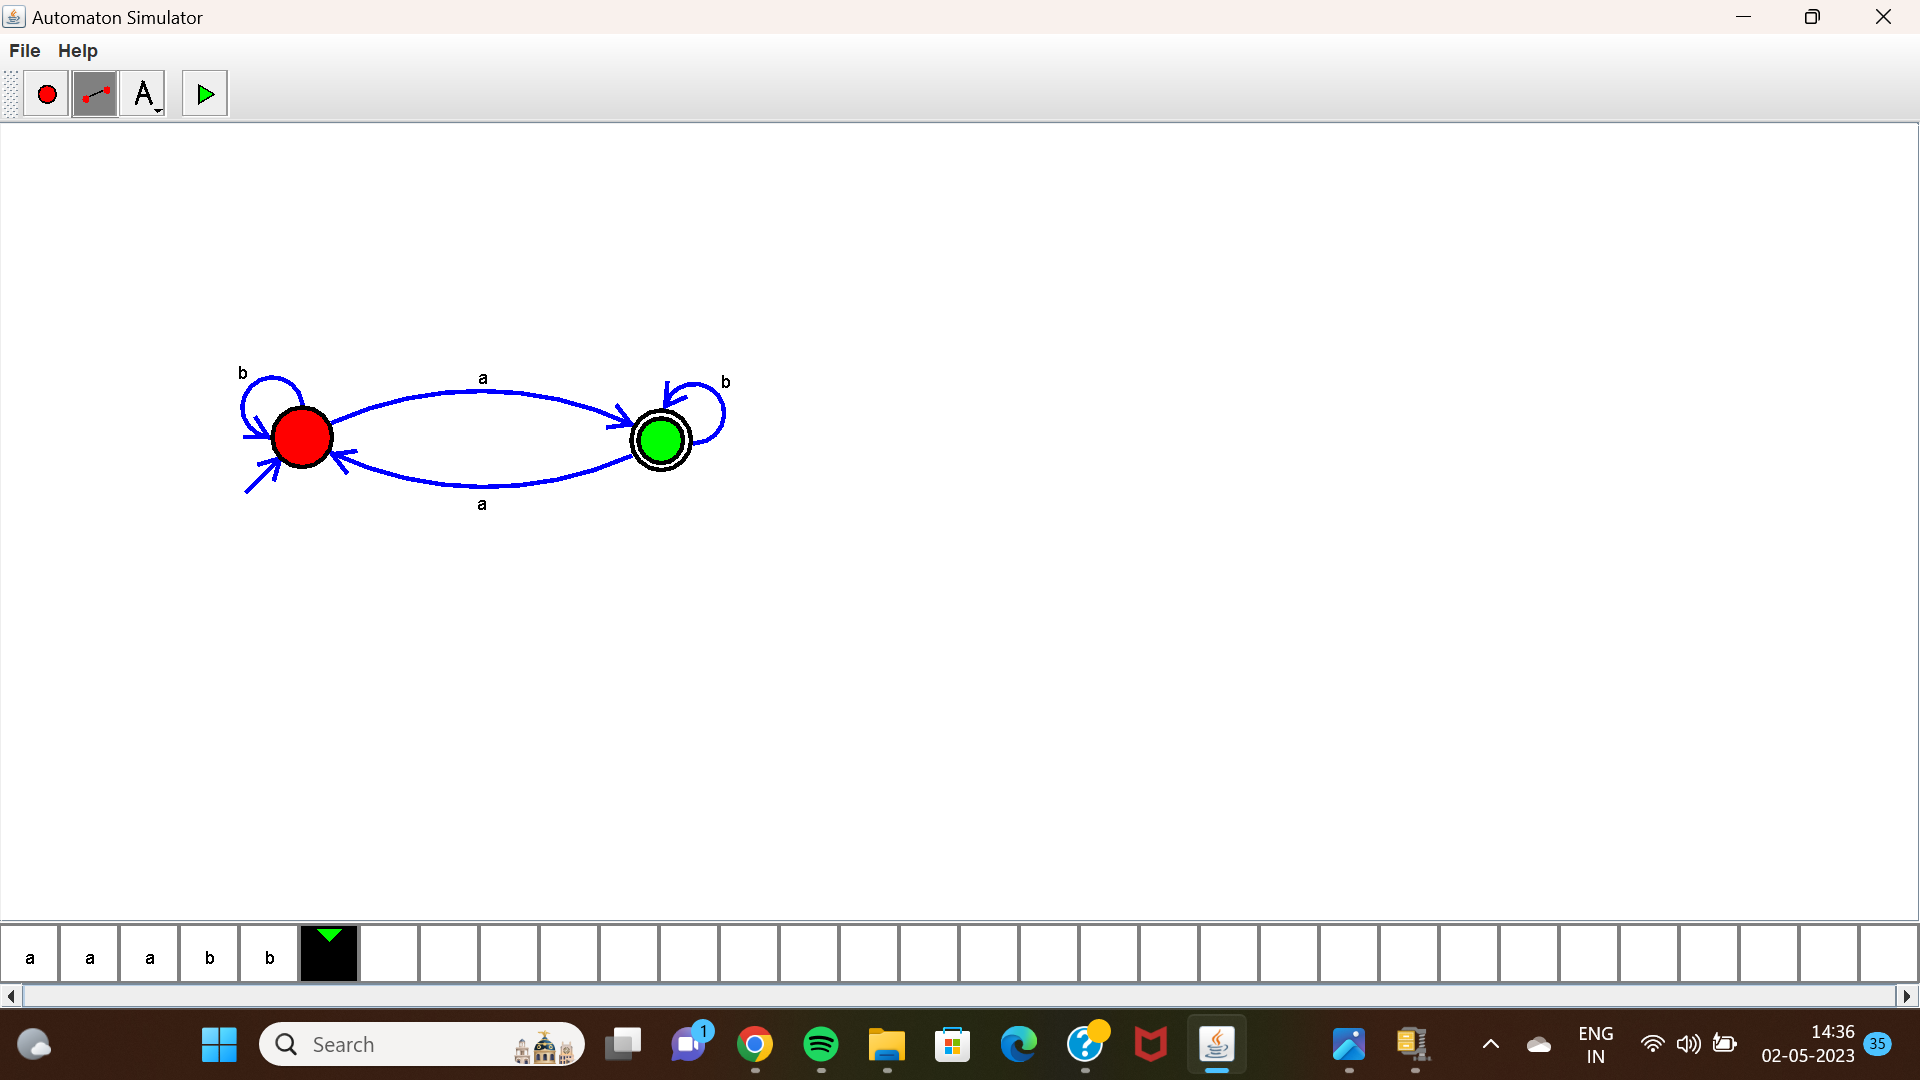 Automaton Simulator
File Help
A
b
a
b
a
a a a b b
Search
1
ENG
IN
14:36
02-05-2023
35